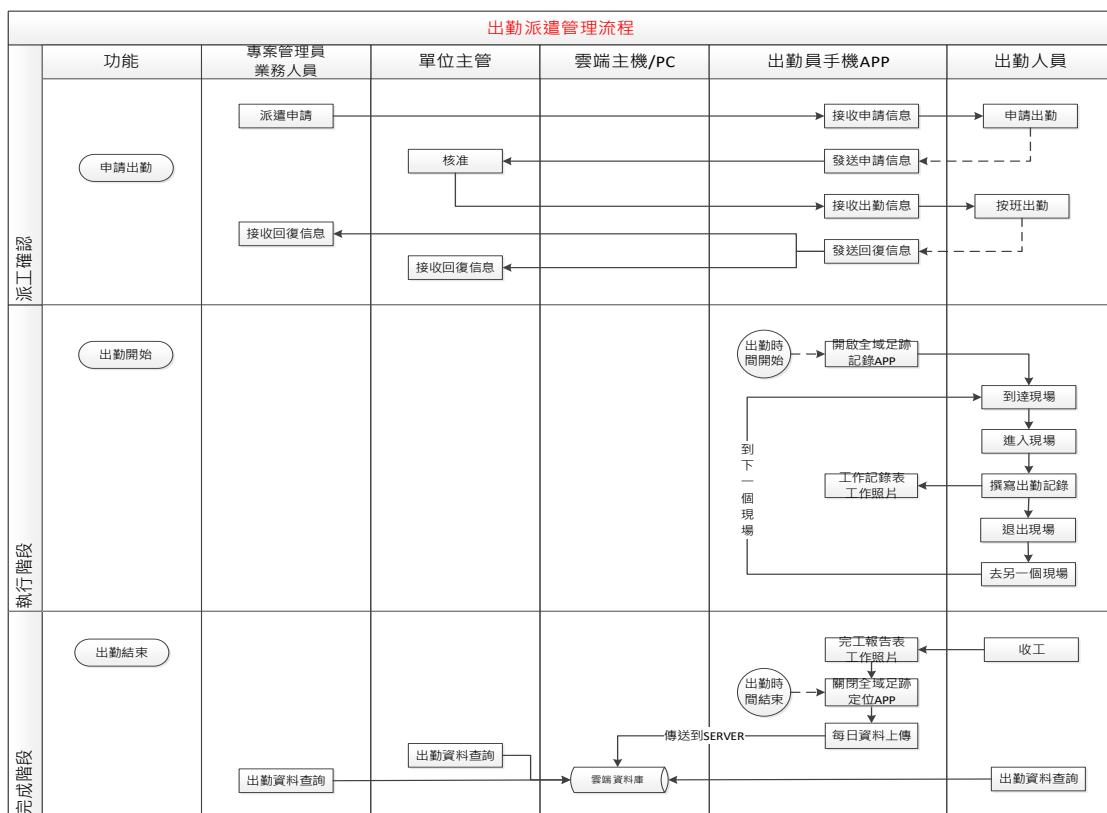 出勤派遣管理流程
功能
專案管理員
業務人員
單位主管
雲端主機/PC
出勤員手機APP
出勤人員
派工確認
申請出勤
派遣申請
接收申請信息
申請出勤
核准
發送申請信息
接收出勤信息
按班出勤
接收回復信息
發送回復信息
接收回復信息
執行階段
出勤開始
出勤時
間開始
開啟全域足跡
記錄APP
到達現場
進入現場
到
下
一
個
現
場
工作記錄表
工作照片
撰寫出勤記錄
退出現場
去另一個現場
完成階段
出勤結束
完工報告表
工作照片
收工
出勤時
間結束
關閉全域足跡
定位APP
傳送到SERVER
每日資料上傳
出勤資料查詢
出勤資料查詢
雲端資料庫
出勤資料查詢